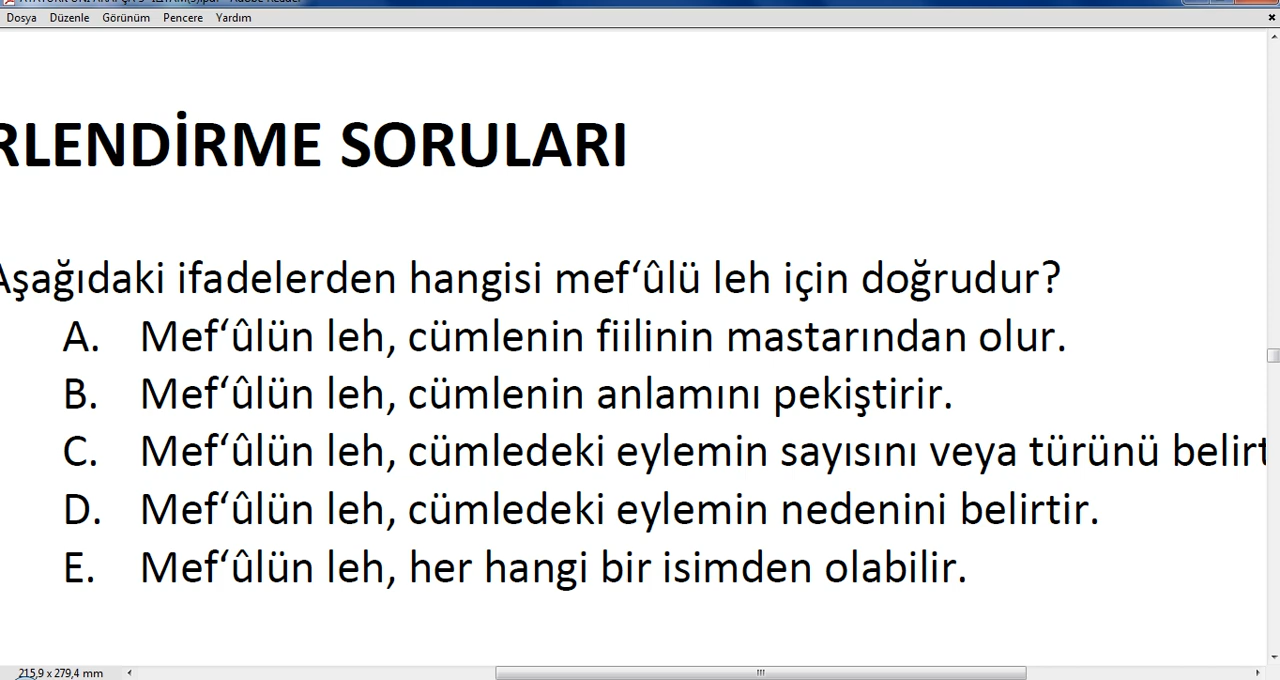 Dosya Düzenle Görünüm Pencere Yardım
RLENDİRME SORULARI
Aşağıdaki ifadelerden hangisi mef‘ûlü leh için doğrudur?
A. Mef‘ûlün leh, cümlenin fiilinin mastarından olur.
B. Mef‘ûlün leh, cümlenin anlamını pekiştirir.
C. Mef‘ûlün leh, cümledeki eylemin sayısını veya türünü belirt
D. Mef‘ûlün leh, cümledeki eylemin nedenini belirtir.
E. Mef‘ûlün leh, her hangi bir isimden olabilir.
215,9 x 279,4 mm